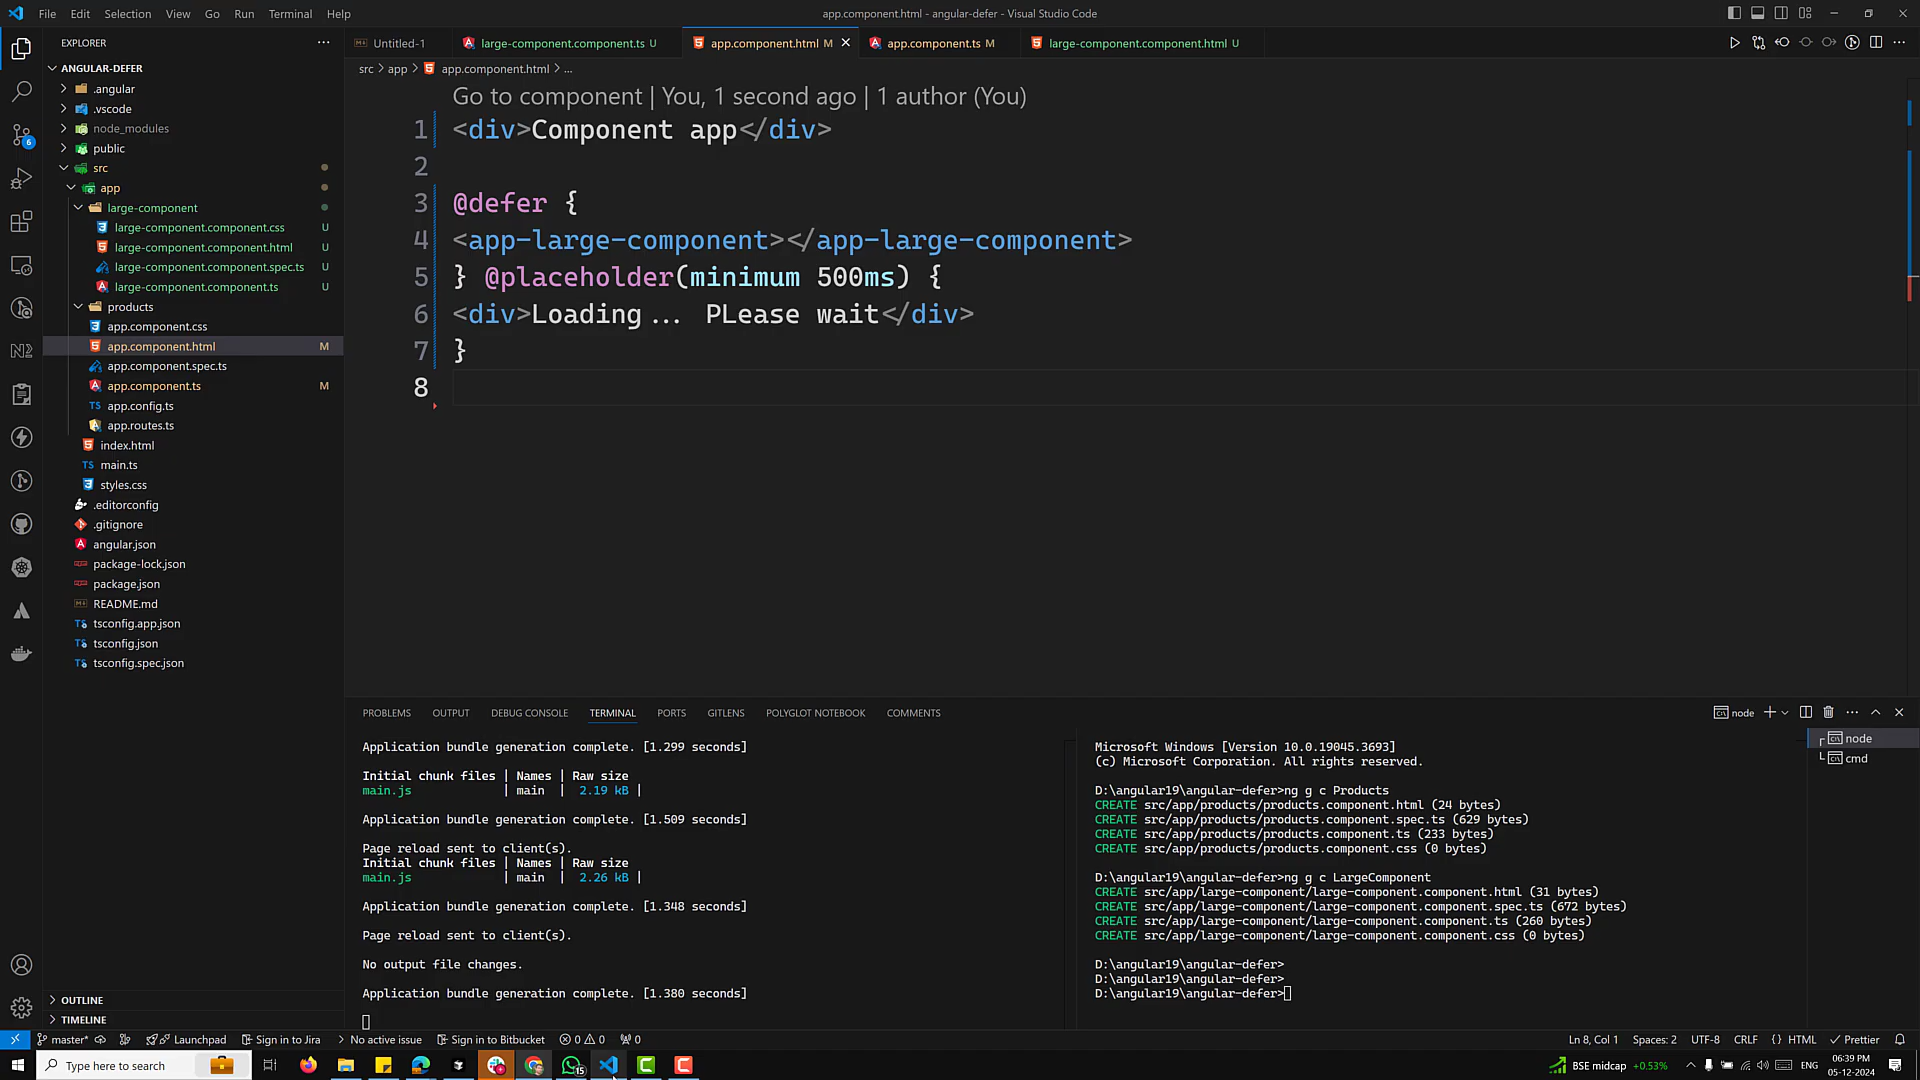 File Edit Selection View Go Run Terminal Help
app.component.html - angular-defer - Visual Studio Code
EXPLORER
Untitled-1
large-component.component.ts U
app.component.html M
app.component.ts M
large-component.component.html U
src > app > app.component.html > ...
ANGULAR-DEFER
.angular
.vscode
node_modules
public
src
app
large-component
large-component.component.css U
large-component.component.html U
large-component.component.spec.ts U
large-component.component.ts U
products
app.component.css
app.component.html M
app.component.spec.ts
app.component.ts M
TS app.config.ts
app.routes.ts
index.html
TS main.ts
styles.css
.editorconfig
.gitignore
angular.json
package-lock.json
package.json
README.md
tsconfig.app.json
tsconfig.json
tsconfig.spec.json
OUTLINE
TIMELINE
Go to component | You, 1 second ago | 1 author (You)
1 <div>Component app</div>
2
3 @defer {
4 <app-large-component></app-large-component>
5 } @placeholder(minimum 500ms) {
6 <div>Loading... PLease wait</div>
7 }
8
PROBLEMS OUTPUT DEBUG CONSOLE TERMINAL PORTS GITLENS POLYGLOT NOTEBOOK COMMENTS
node
Application bundle generation complete. [1.299 seconds]
Initial chunk files | Names | Raw size
main.js | main | 2.19 kB |
Application bundle generation complete. [1.509 seconds]
Page reload sent to client(s).
Initial chunk files | Names | Raw size
main.js | main | 2.26 kB |
Application bundle generation complete. [1.348 seconds]
Page reload sent to client(s).
No output file changes.
Application bundle generation complete. [1.380 seconds]
Microsoft Windows [Version 10.0.19045.3693]
(c) Microsoft Corporation. All rights reserved.
D:\angular19\angular-defer>ng g c Products
CREATE src/app/products/products.component.html (24 bytes)
CREATE src/app/products/products.component.spec.ts (629 bytes)
CREATE src/app/products/products.component.ts (233 bytes)
CREATE src/app/products/products.component.css (0 bytes)
D:\angular19\angular-defer>ng g c LargeComponent
CREATE src/app/large-component/large-component.component.html (31 bytes)
CREATE src/app/large-component/large-component.component.spec.ts (672 bytes)
CREATE src/app/large-component/large-component.component.ts (260 bytes)
CREATE src/app/large-component/large-component.component.css (0 bytes)
D:\angular19\angular-defer>
D:\angular19\angular-defer>
D:\angular19\angular-defer>
node
cmd
master* Launchpad Sign in to Jira No active issue Sign in to Bitbucket 0 0 0
Ln 8, Col 1 Spaces: 2 UTF-8 CRLF {} HTML Prettier
Type here to search
15
BSE midcap +0.53%
ENG
06:39 PM
05-12-2024